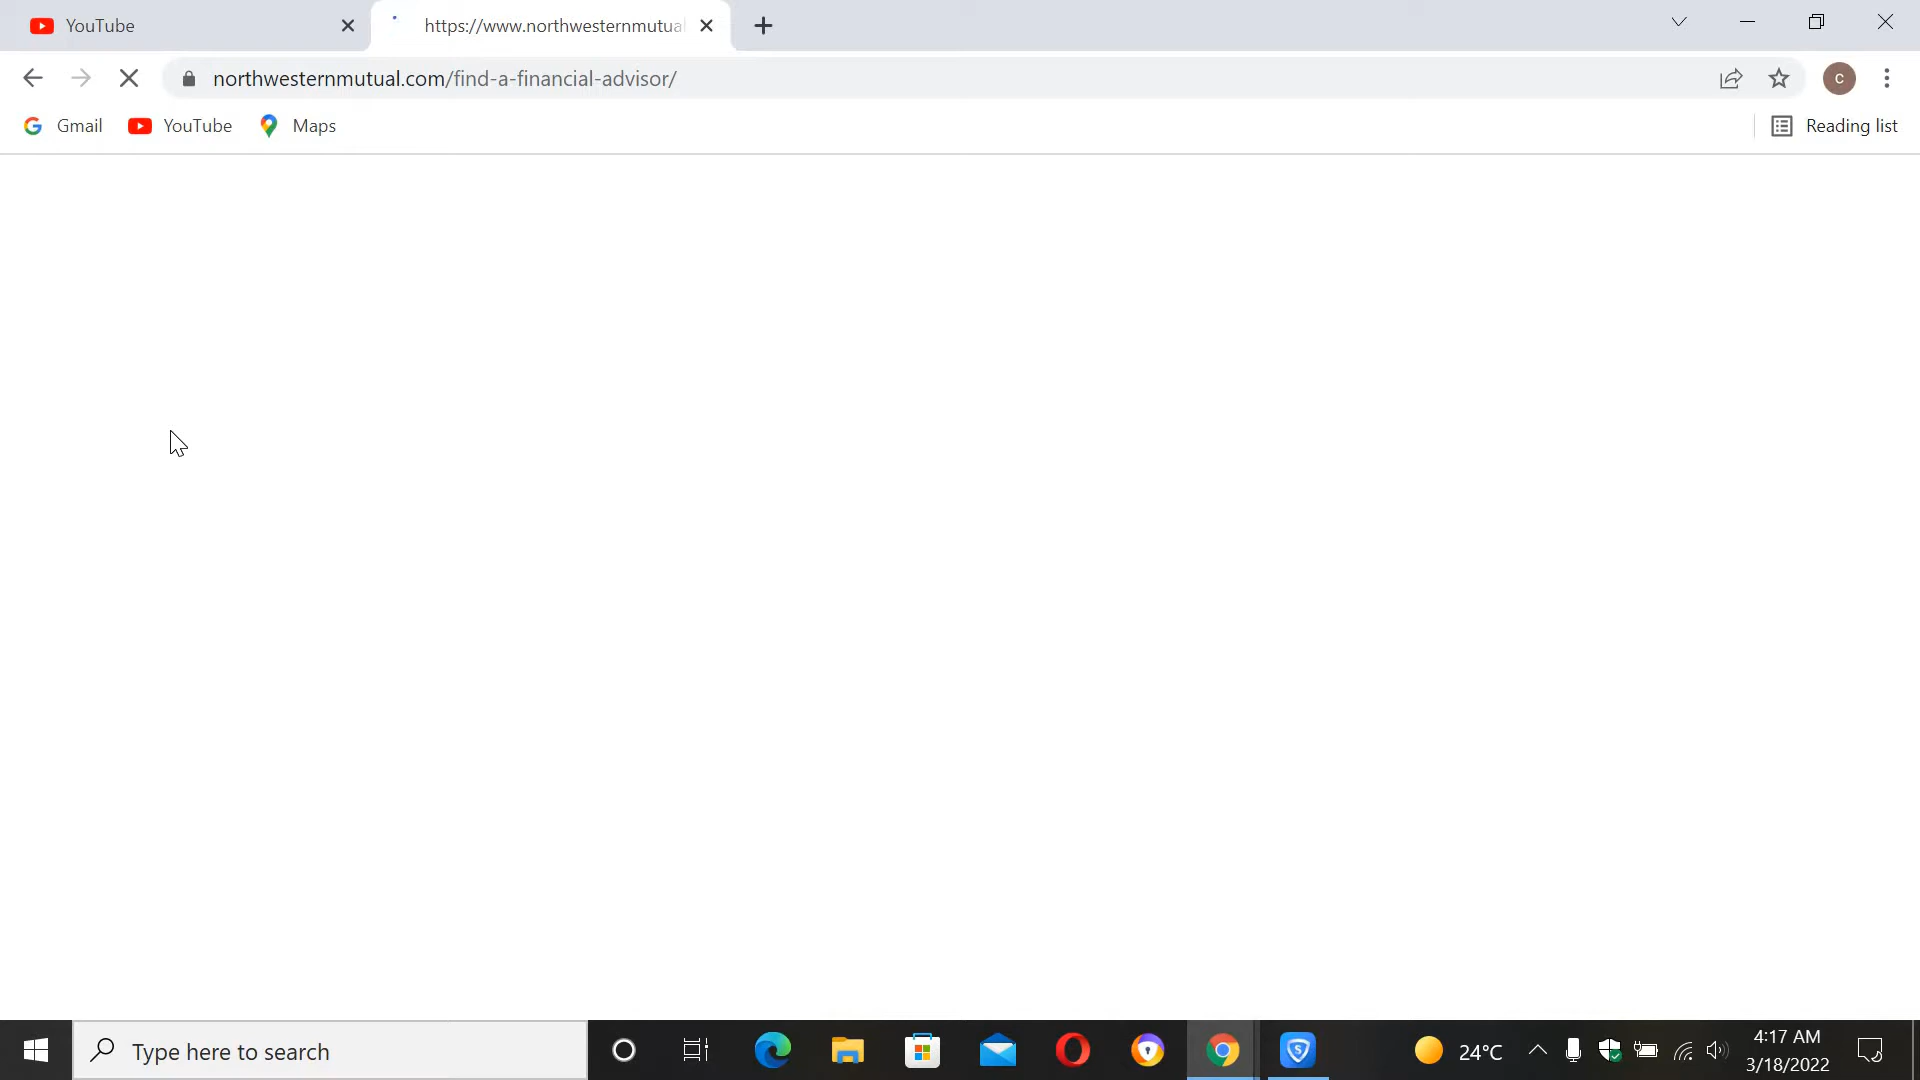 YouTube
https://www.northwesternmutual
northwesternmutual.com/find-a-financial-advisor/
C
Gmail
YouTube
Maps
Reading list
Type here to search
S
24°C
4:17 AM
3/18/2022